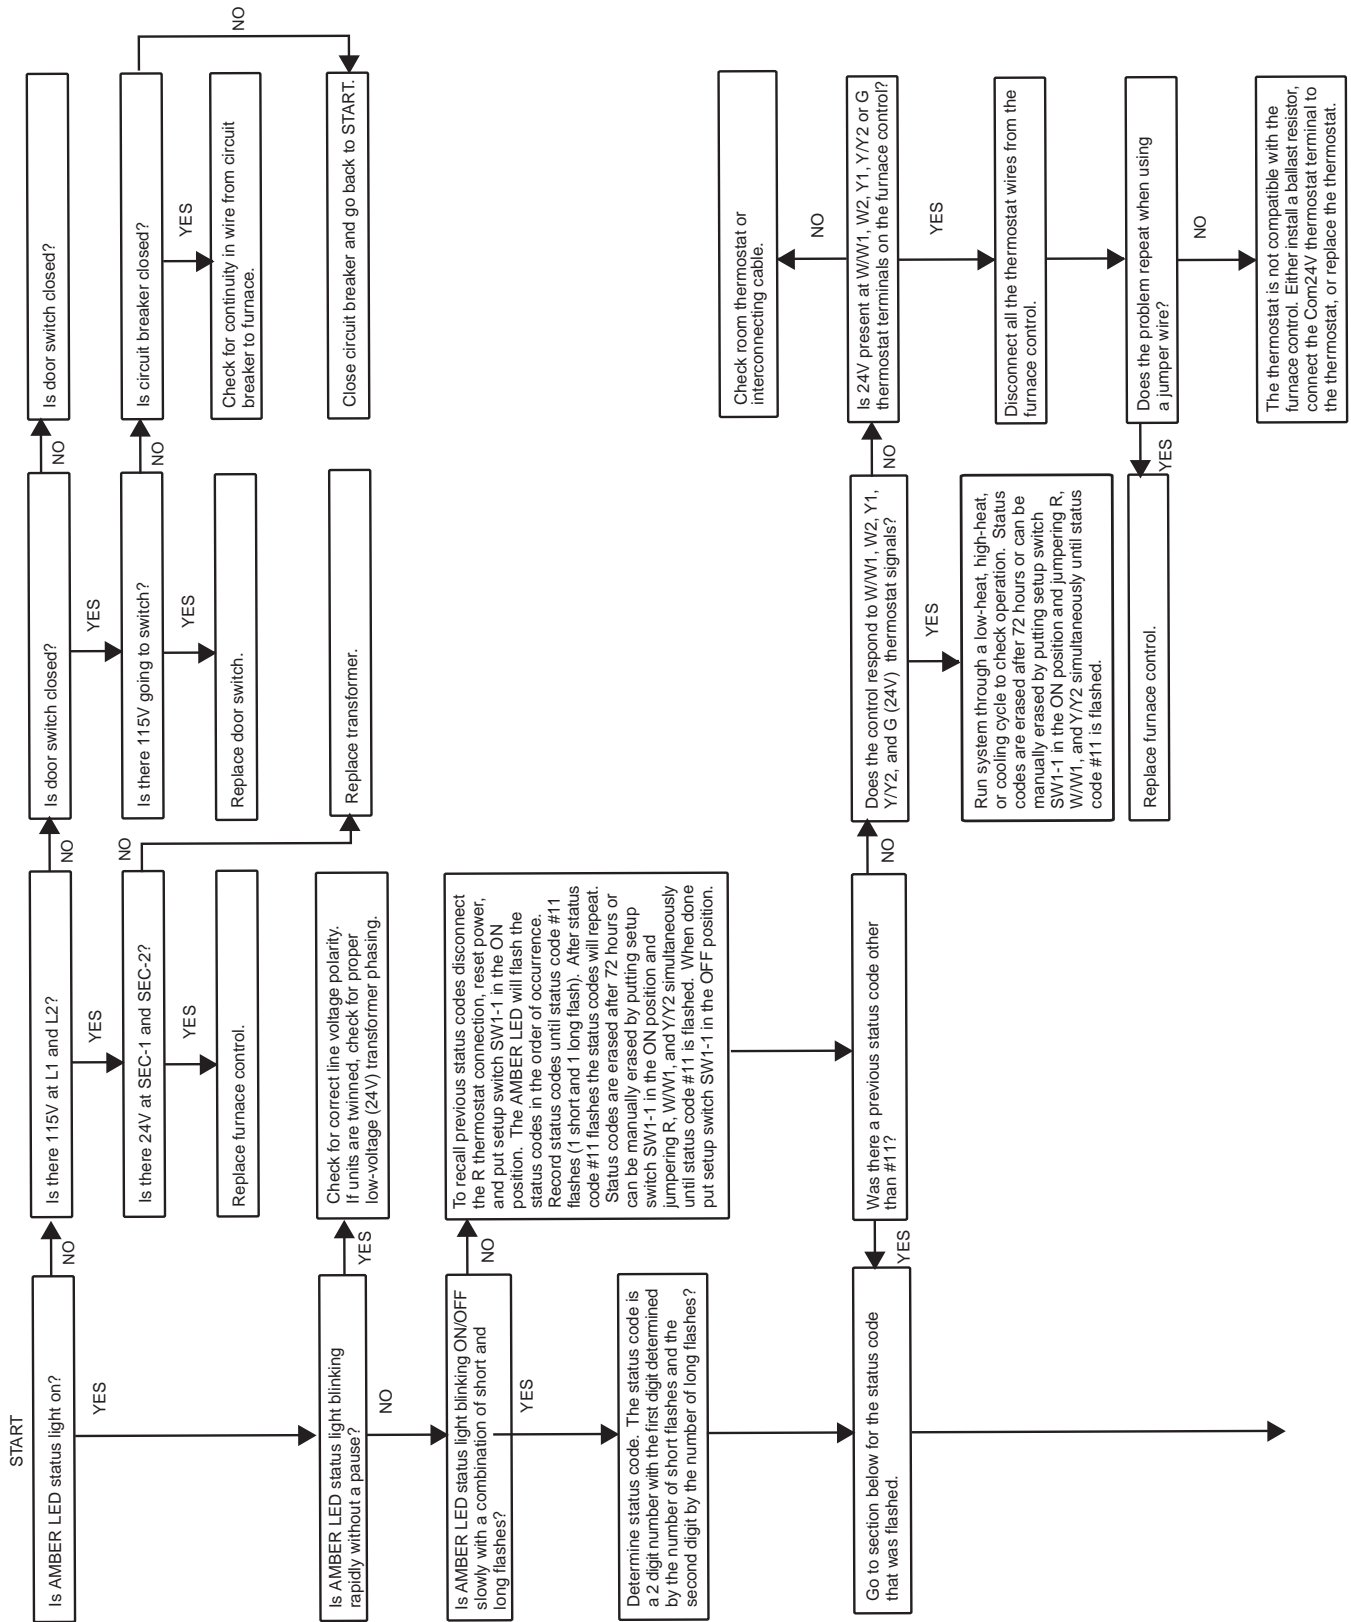 START
Is AMBER LED status light on?
NO
YES
Is there 115V at L1 and L2?
NO
YES
Is door switch closed?
NO
YES
Is door switch closed?
Is there 24V at SEC-1 and SEC-2?
NO
YES
Is there 115V going to switch?
NO
YES
Is circuit breaker closed?
NO
YES
Replace furnace control.
Replace door switch.
Check for continuity in wire from circuit
breaker to furnace.
Is AMBER LED status light blinking
rapidly without a pause?
YES
NO
Check for correct line voltage polarity.
If units are twinned, check for proper
low-voltage (24V) transformer phasing.
Replace transformer.
Close circuit breaker and go back to START.
Is AMBER LED status light blinking ON/OFF
slowly with a combination of short and
long flashes?
NO
YES
To recall previous status codes disconnect
the R thermostat connection, reset power,
and put setup switch SW1-1 in the ON
position. The AMBER LED will flash the
status codes in the order of occurrence.
Record status codes until status code #11
flashes (1 short and 1 long flash). After status
code #11 flashes the status codes will repeat.
Status codes are erased after 72 hours or
can be manually erased by putting setup
switch SW1-1 in the ON position and
jumpering R, W/W1, and Y/Y2 simultaneously
until status code #11 is flashed. When done
put setup switch SW1-1 in the OFF position.
Determine status code. The status code is
a 2 digit number with the first digit determined
by the number of short flashes and the
second digit by the number of long flashes?
Go to section below for the status code
that was flashed.
YES
Was there a previous status code other
than #11?
NO
Does the control respond to W/W1, W2, Y1,
Y/Y2, and G (24V) thermostat signals?
NO
YES
Check room thermostat or
interconnecting cable.
NO
Is 24V present at W/W1, W2, Y1, Y/Y2 or G
thermostat terminals on the furnace control?
YES
Run system through a low-heat, high-heat,
or cooling cycle to check operation. Status
codes are erased after 72 hours or can be
manually erased by putting setup switch
SW1-1 in the ON position and jumpering R,
W/W1, and Y/Y2 simultaneously until status
code #11 is flashed.
Disconnect all the thermostat wires from the
furnace control.
Replace furnace control.
YES
Does the problem repeat when using
a jumper wire?
NO
The thermostat is not compatible with the
furnace control. Either install a ballast resistor,
connect the Com24V thermostat terminal to
the thermostat, or replace the thermostat.